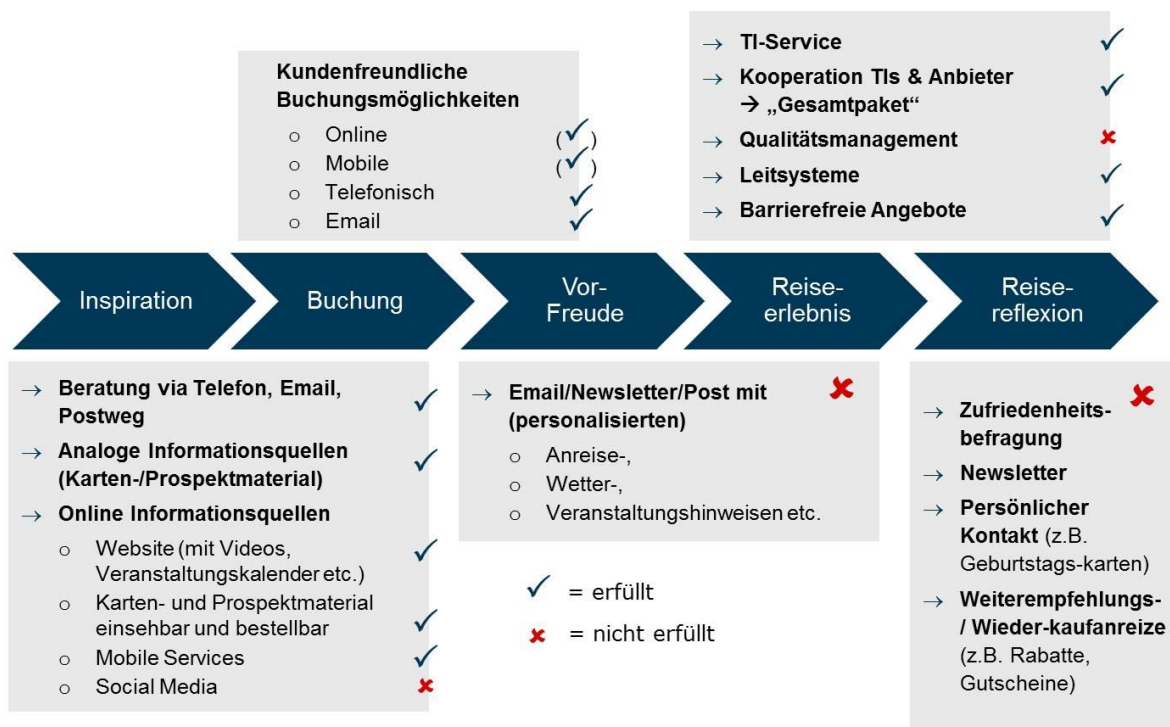 Kundenfreundliche
Buchungsmöglichkeiten
o Online (✓)
o Mobile (✓)
o Telefonisch ✓
o Email ✓
→ TI-Service ✓
→ Kooperation TIs & Anbieter
→ „Gesamtpaket“ ✓
→ Qualitätsmanagement ✗
→ Leitsysteme ✓
→ Barrierefreie Angebote ✓
Inspiration
Buchung
Vor-
Freude
Reise-
erlebnis
Reise-
reflexion
→ Beratung via Telefon, Email,
Postweg ✓
→ Analoge Informationsquellen
(Karten-/Prospektmaterial) ✓
→ Online Informationsquellen
o Website (mit Videos,
Veranstaltungskalender etc.) ✓
o Karten- und Prospektmaterial
einsehbar und bestellbar ✓
o Mobile Services ✓
o Social Media ✗
→ Email/Newsletter/Post mit ✗
(personalisierten)
o Anreise-,
o Wetter-,
o Veranstaltungshinweisen etc.
✓ = erfüllt
✗ = nicht erfüllt
✗
→ Zufriedenheits-
befragung
→ Newsletter
→ Persönlicher
Kontakt (z.B.
Geburtstags-karten)
→ Weiterempfehlungs-
/ Wieder-kaufanreize
(z.B. Rabatte,
Gutscheine)